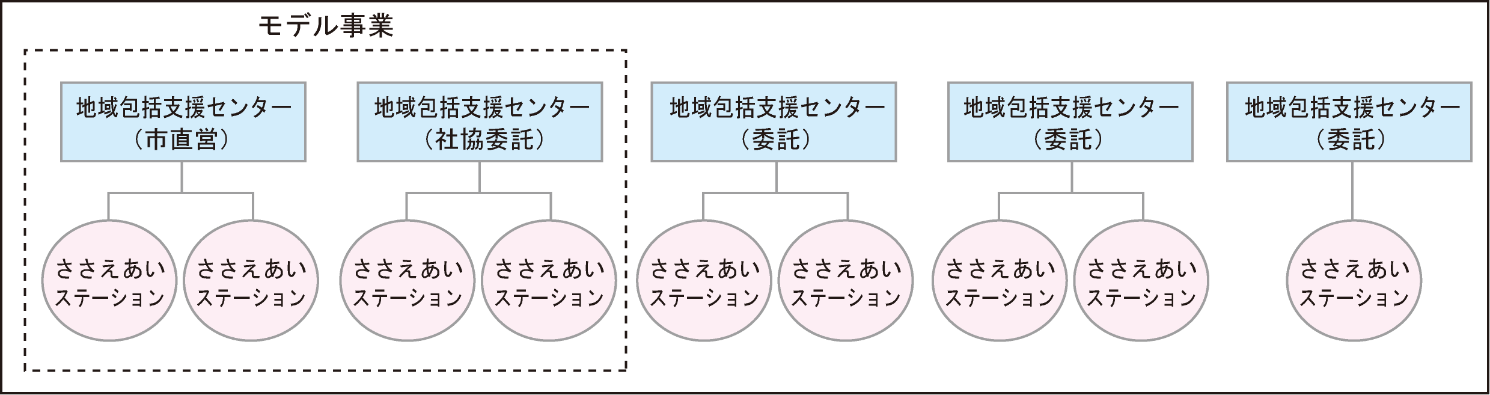 モデル事業
地域包括支援センター
（市直営）
地域包括支援センター
（社協委託）
地域包括支援センター
（委託）
地域包括支援センター
（委託）
地域包括支援センター
（委託）
ささえあい
ステーション
ささえあい
ステーション
ささえあい
ステーション
ささえあい
ステーション
ささえあい
ステーション
ささえあい
ステーション
ささえあい
ステーション
ささえあい
ステーション
ささえあい
ステーション